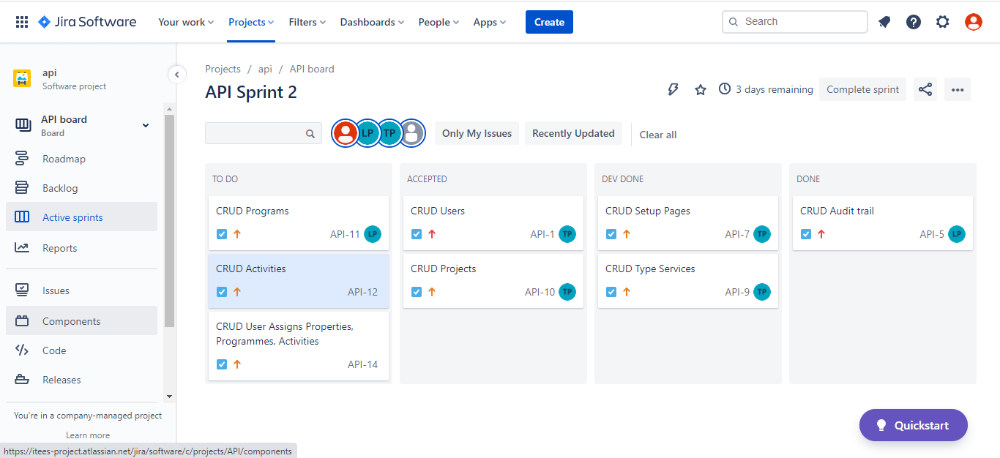 Jira Software
Your work
Projects
Filters
Dashboards
People
Apps
Create
Search
api
Software project
API board
Board
Roadmap
Backlog
Active sprints
Reports
Issues
Components
Code
Releases
You're in a company-managed project
Learn more
https://itees-project.atlassian.net/jira/software/c/projects/API/components
Projects / api / API board
API Sprint 2
3 days remaining
Complete sprint
LP
TP
Only My Issues
Recently Updated
Clear all
TO DO
CRUD Programs
API-11 LP
CRUD Activities
API-12
CRUD User Assigns Properties,
Programmes, Activities
API-14
ACCEPTED
CRUD Users
API-1 TP
CRUD Projects
API-10 TP
DEV DONE
CRUD Setup Pages
API-7 TP
CRUD Type Services
API-9 TP
DONE
CRUD Audit trail
API-5 LP
Quickstart